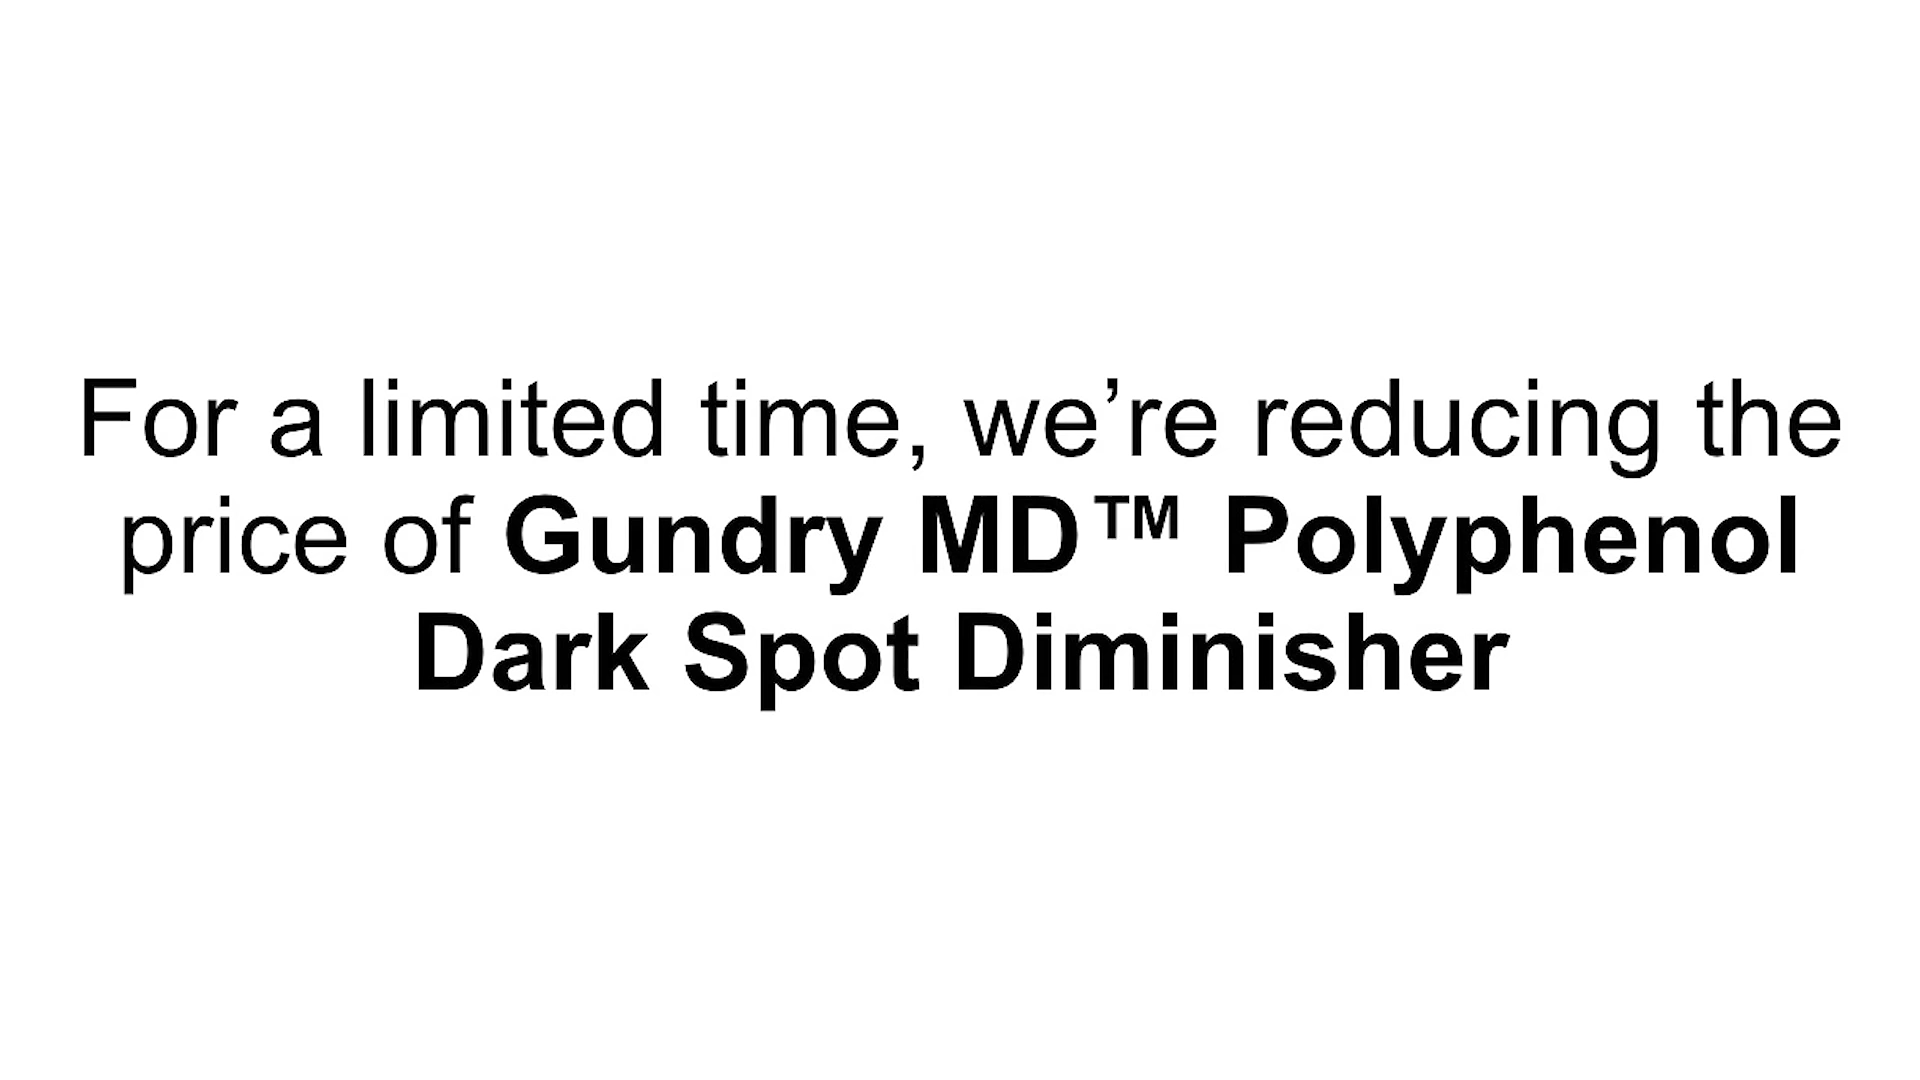 For a limited time, we’re reducing the
price of Gundry MD™ Polyphenol
Dark Spot Diminisher